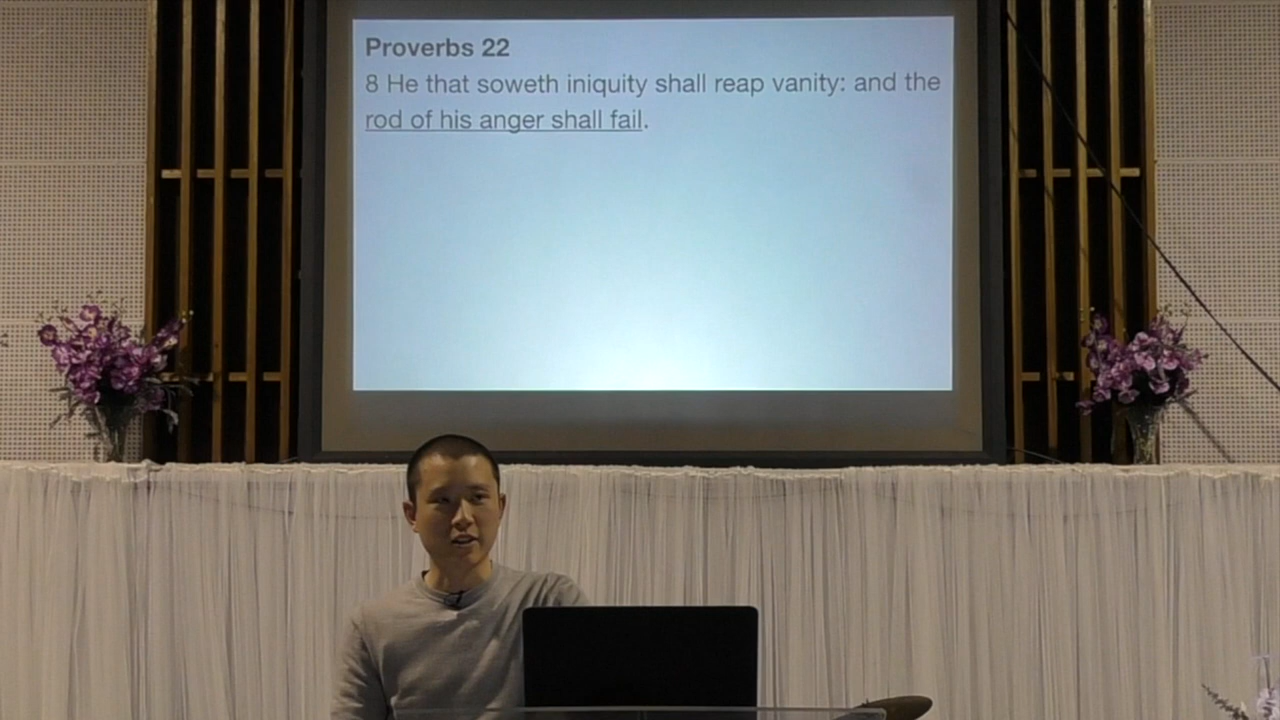 Proverbs 22
8 He that soweth iniquity shall reap vanity: and the
rod of his anger shall fail.